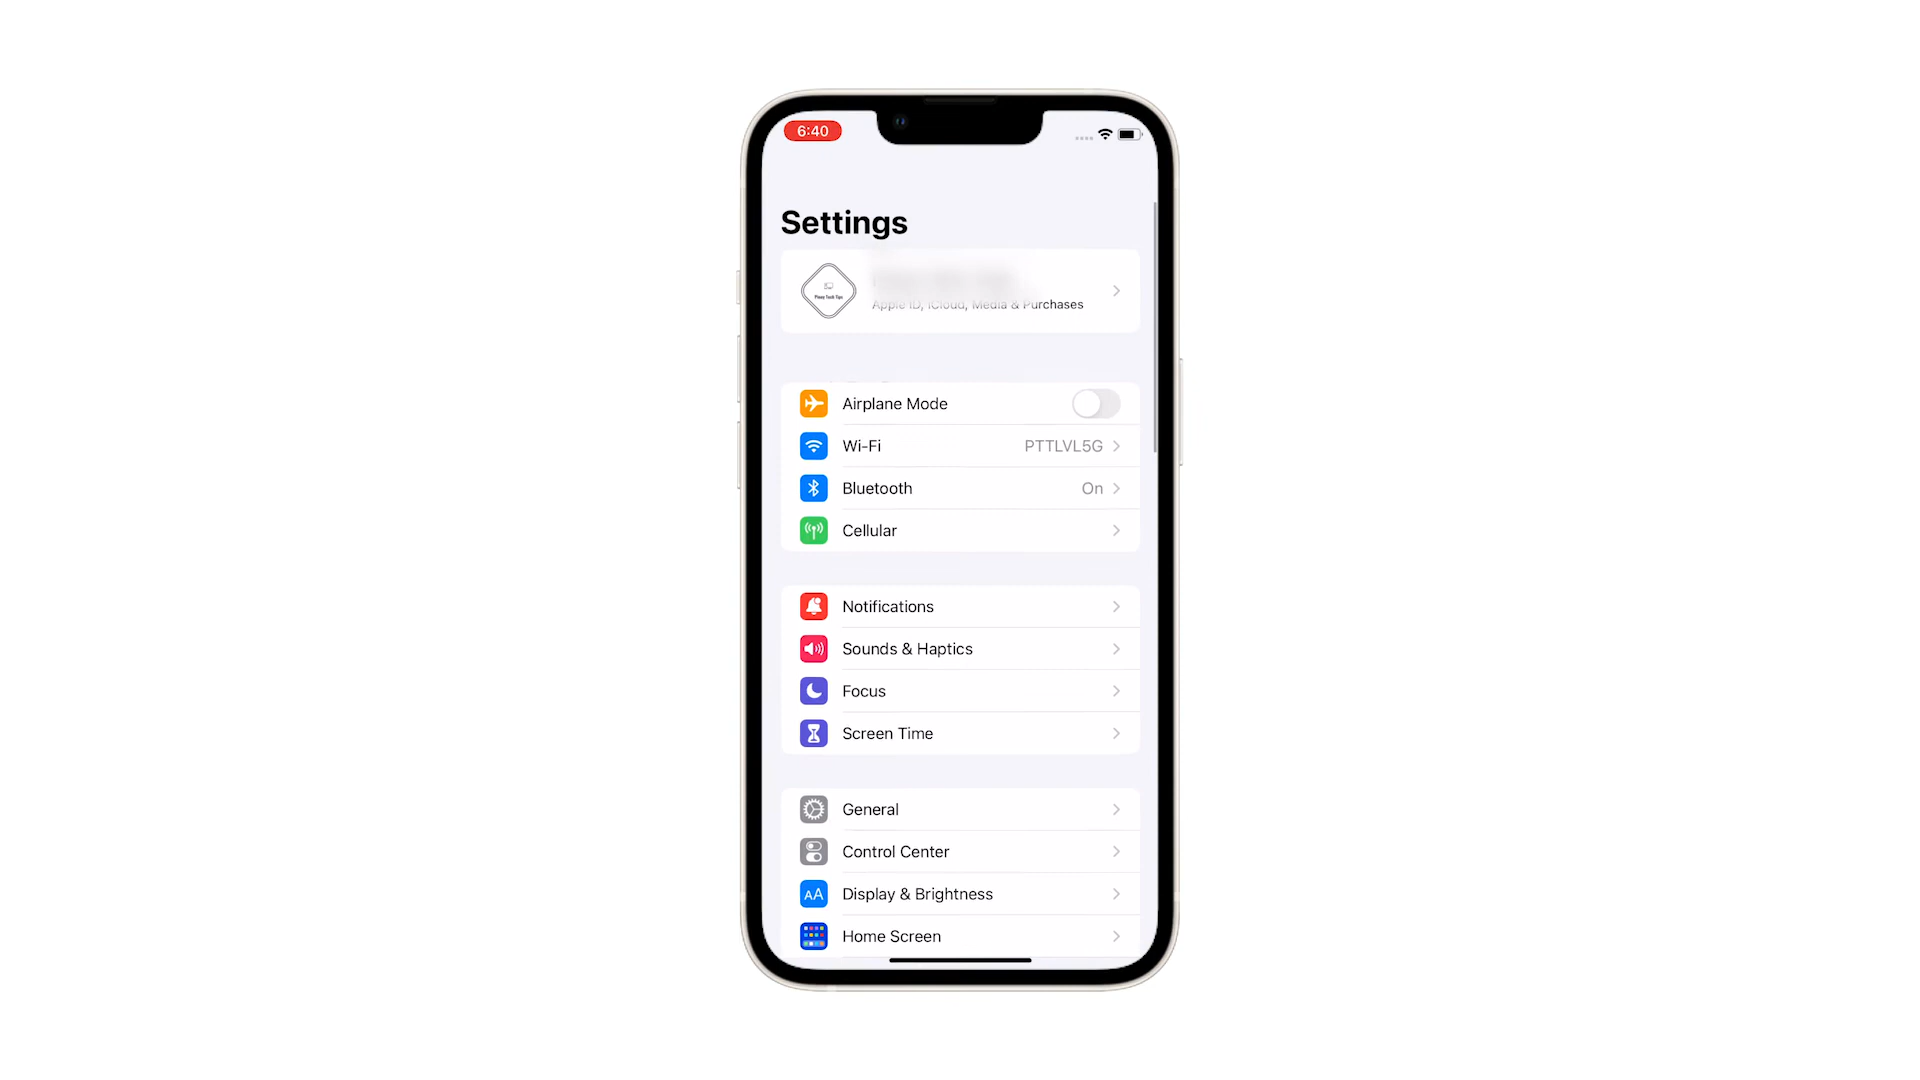 6:40
Settings
Apple ID, iCloud, Media & Purchases
Airplane Mode
Wi-Fi PTTLVL5G
Bluetooth On
Cellular
Notifications
Sounds & Haptics
Focus
Screen Time
General
Control Center
AA Display & Brightness
Home Screen